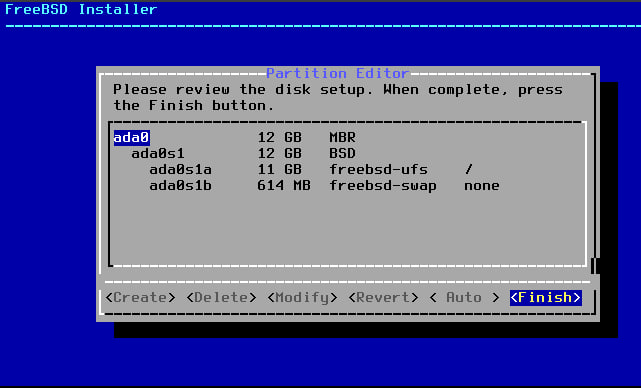 FreeBSD Installer
Partition Editor
Please review the disk setup. When complete, press
the Finish button.
ada0 12 GB MBR
ada0s1 12 GB BSD
ada0s1a 11 GB freebsd-ufs /
ada0s1b 614 MB freebsd-swap none
<Create> <Delete> <Modify> <Revert> < Auto > <Finish>